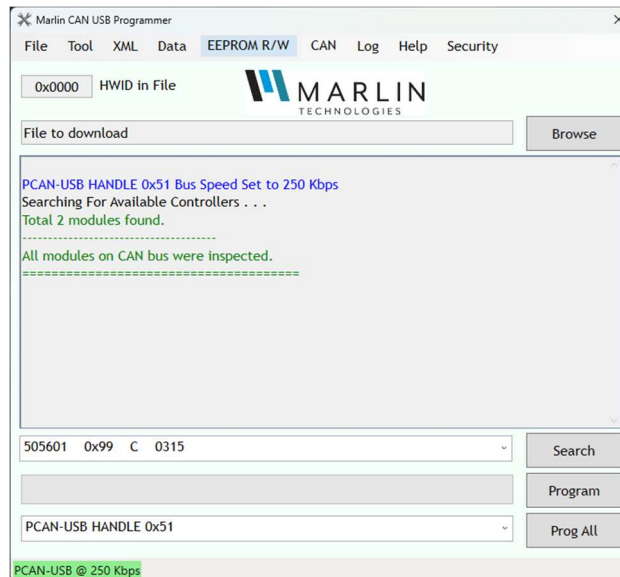 Marlin CAN USB Programmer
File Tool XML Data EEPROM R/W CAN Log Help Security
0x0000 HWID in File
MARLIN
TECHNOLOGIES
File to download
Browse
PCAN-USB HANDLE 0x51 Bus Speed Set to 250 Kbps
Searching For Available Controllers . . .
Total 2 modules found.
-------------------------------------
All modules on CAN bus were inspected.
=======================================
505601 0x99 C 0315
Search
Program
PCAN-USB HANDLE 0x51
Prog All
PCAN-USB @ 250 Kbps